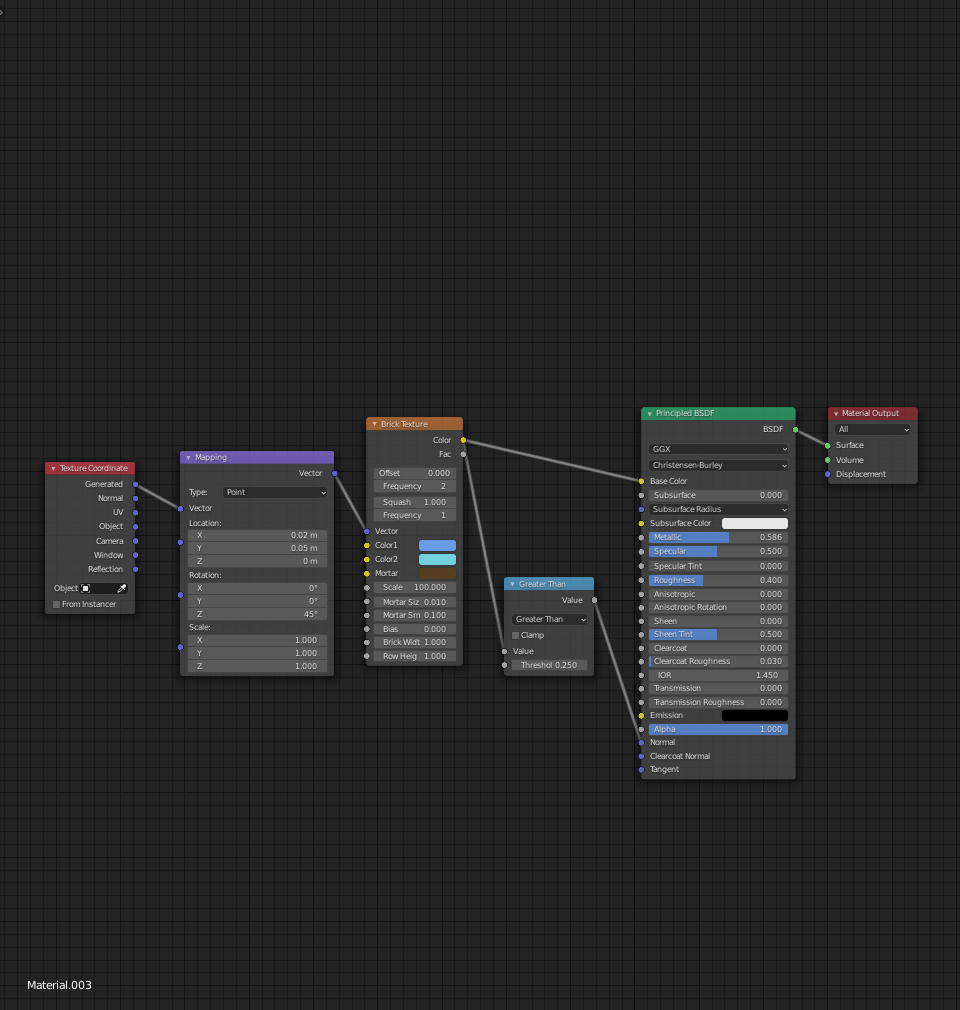 Texture Coordinate
Generated
Normal
UV
Object
Camera
Window
Reflection
Object
From Instancer
Mapping
Vector
Type: Point
Vector
Location:
X 0.02 m
Y 0.05 m
Z 0 m
Rotation:
X 0°
Y 0°
Z 45°
Scale:
X 1.000
Y 1.000
Z 1.000
Brick Texture
Color
Fac
Offset 0.000
Frequency 2
Squash 1.000
Frequency 1
Vector
Color1
Color2
Mortar
Scale 100.000
Mortar Siz 0.010
Mortar Sm 0.100
Bias 0.000
Brick Widt 1.000
Row Heig 1.000
Greater Than
Value
Greater Than
Clamp
Value
Threshol 0.250
Principled BSDF
BSDF
GGX
Christensen-Burley
Base Color
Subsurface 0.000
Subsurface Radius
Subsurface Color
Metallic 0.586
Specular 0.500
Specular Tint 0.000
Roughness 0.400
Anisotropic 0.000
Anisotropic Rotation 0.000
Sheen 0.000
Sheen Tint 0.500
Clearcoat 0.000
Clearcoat Roughness 0.030
IOR 1.450
Transmission 0.000
Transmission Roughness 0.000
Emission
Alpha 1.000
Normal
Clearcoat Normal
Tangent
Material Output
All
Surface
Volume
Displacement
Material.003